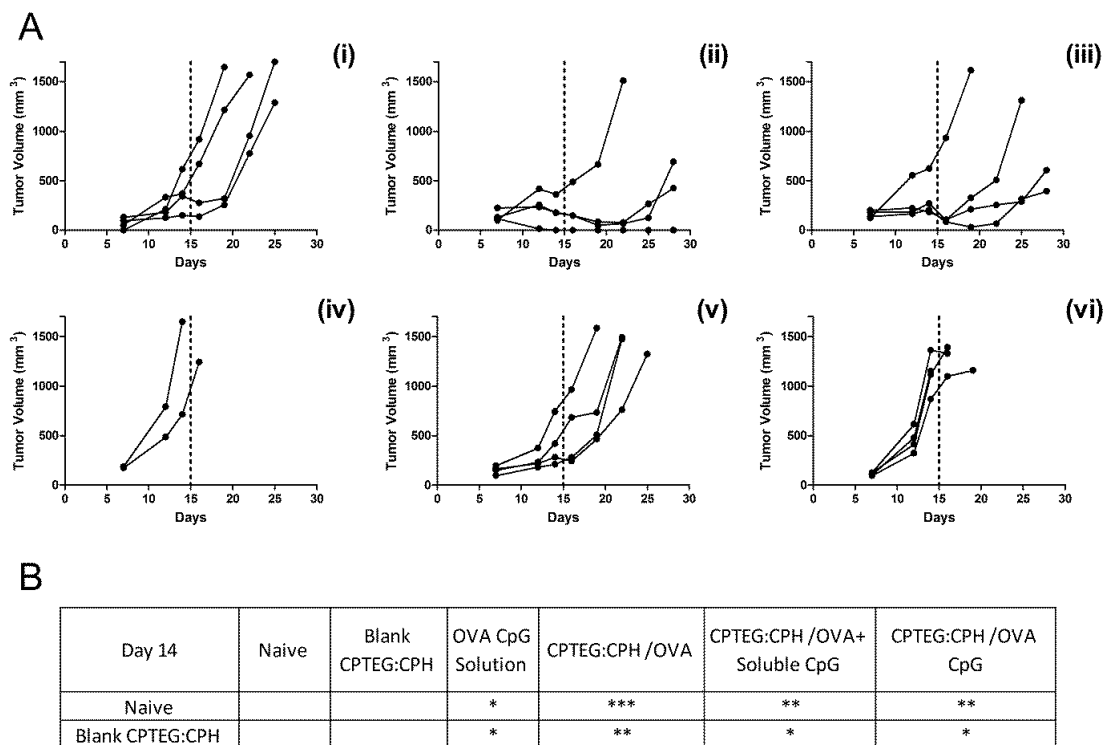 A
(i)
Tumor Volume (mm 3)
1500
1000
500
0
0 5 10 15 20 25 30
Days
(ii)
Tumor Volume (mm 3)
1500
1000
500
0
0 5 10 15 20 25 30
Days
(iii)
Tumor Volume (mm 3)
1500
1000
500
0
0 5 10 15 20 25 30
Days
(iv)
Tumor Volume (mm 3)
1500
1000
500
0
0 5 10 15 20 25 30
Days
(v)
Tumor Volume (mm 3)
1500
1000
500
0
0 5 10 15 20 25 30
Days
(vi)
Tumor Volume (mm 3)
1500
1000
500
0
0 5 10 15 20 25 30
Days
B
Day 14
Naive
Blank
CPTEG:CPH
OVA CpG
Solution
CPTEG:CPH /OVA
CPTEG:CPH /OVA+
Soluble CpG
CPTEG:CPH /OVA
CpG
Naive * *** ** **
Blank CPTEG:CPH * ** * *